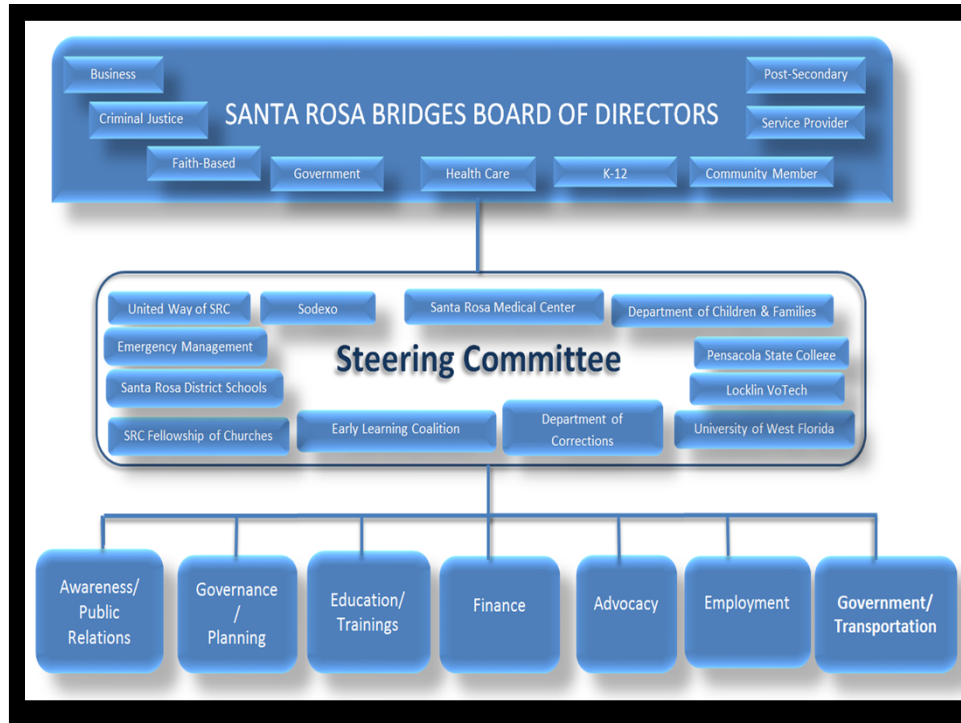 Business
Post-Secondary
Criminal Justice
SANTA ROSA BRIDGES BOARD OF DIRECTORS
Service Provider
Faith-Based
Government
Health Care
K-12
Community Member
United Way of SRC
Sodexo
Santa Rosa Medical Center
Department of Children & Families
Emergency Management
Steering Committee
Pensacola State College
Santa Rosa District Schools
Locklin VoTech
SRC Fellowship of Churches
Early Learning Coalition
Department of
Corrections
University of West Florida
Awareness/
Public
Relations
Governance
/
Planning
Education/
Trainings
Finance
Advocacy
Employment
Government/
Transportation